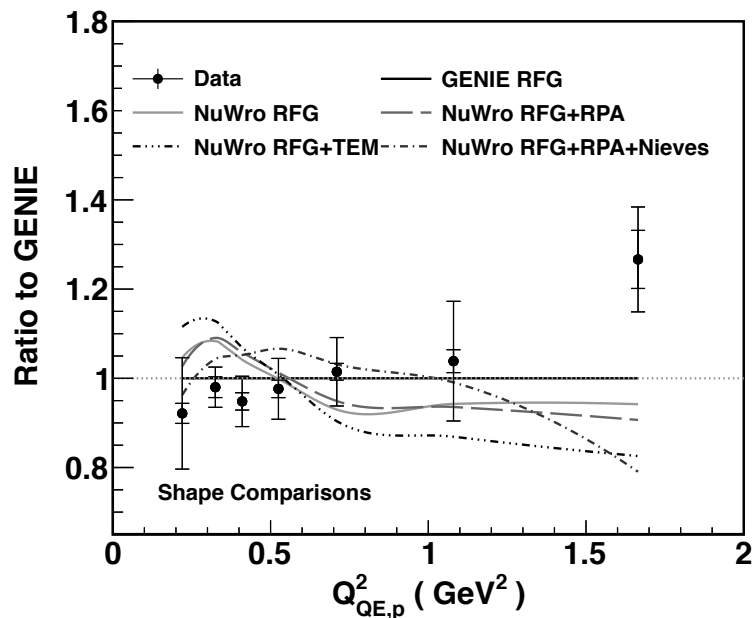 Ratio to GENIE
1.8
1.6
1.4
1.2
1
0.8
Data
GENIE RFG
NuWro RFG
NuWro RFG+RPA
NuWro RFG+TEM
NuWro RFG+RPA+Nieves
Shape Comparisons
0 0.5 1 1.5 2
Q²QE,p ( GeV² )